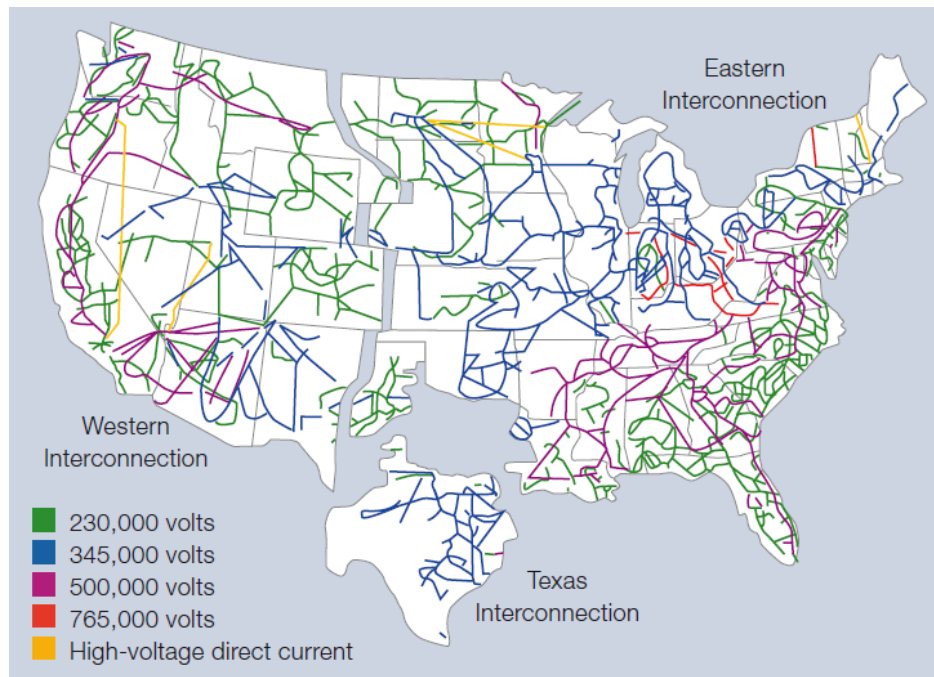 Eastern
Interconnection
Western
Interconnection
Texas
Interconnection
230,000 volts
345,000 volts
500,000 volts
765,000 volts
High-voltage direct current